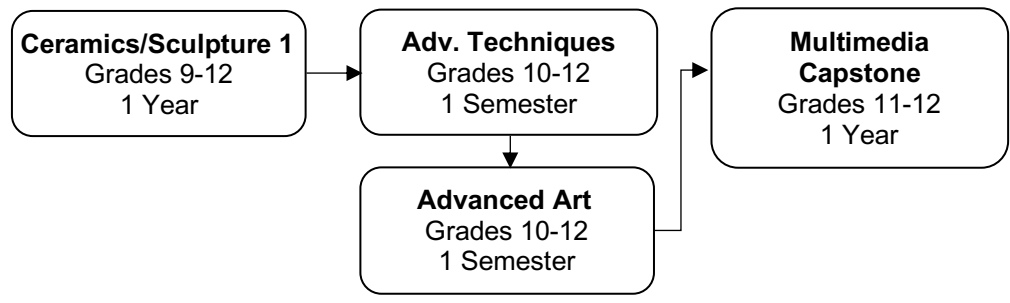 Ceramics/Sculpture 1
Grades 9-12
1 Year
Adv. Techniques
Grades 10-12
1 Semester
Advanced Art
Grades 10-12
1 Semester
Multimedia
Capstone
Grades 11-12
1 Year